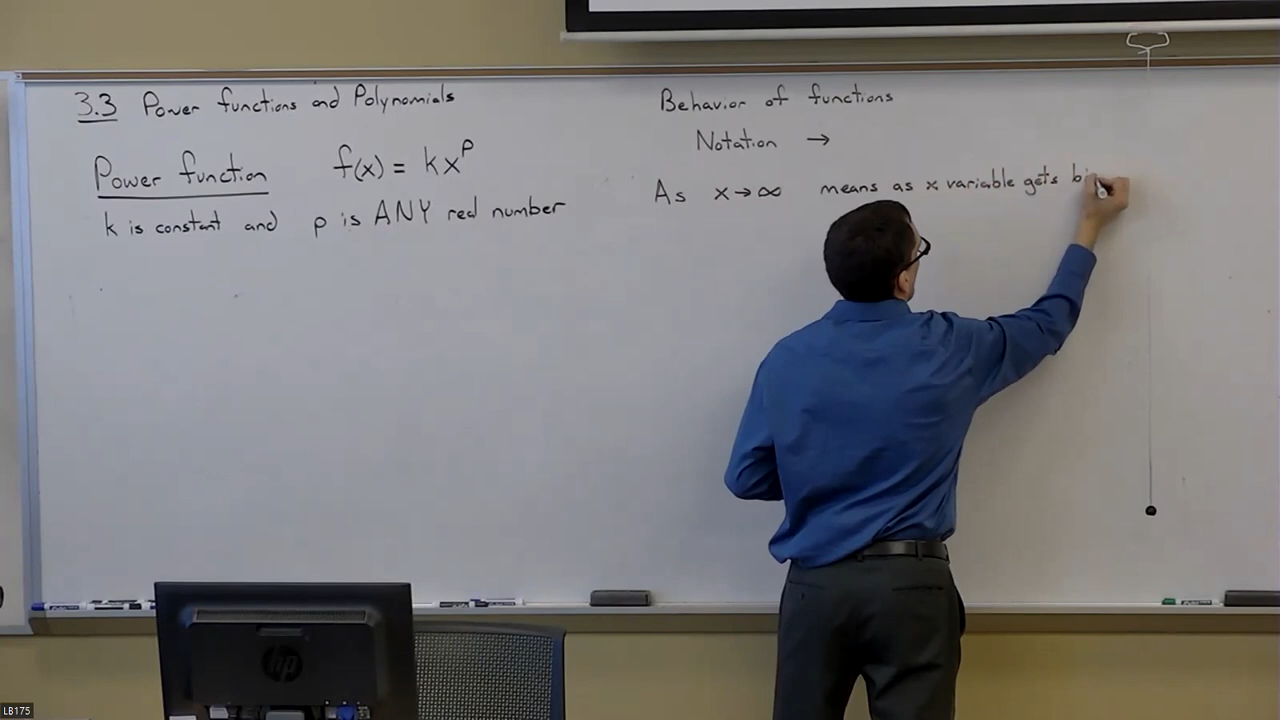 3.3 Power functions and Polynomials
Power function f(x) = kx^p
k is constant and p is ANY real number
Behavior of functions
Notation →
As x→∞ means as x variable gets bi
hp
LB175